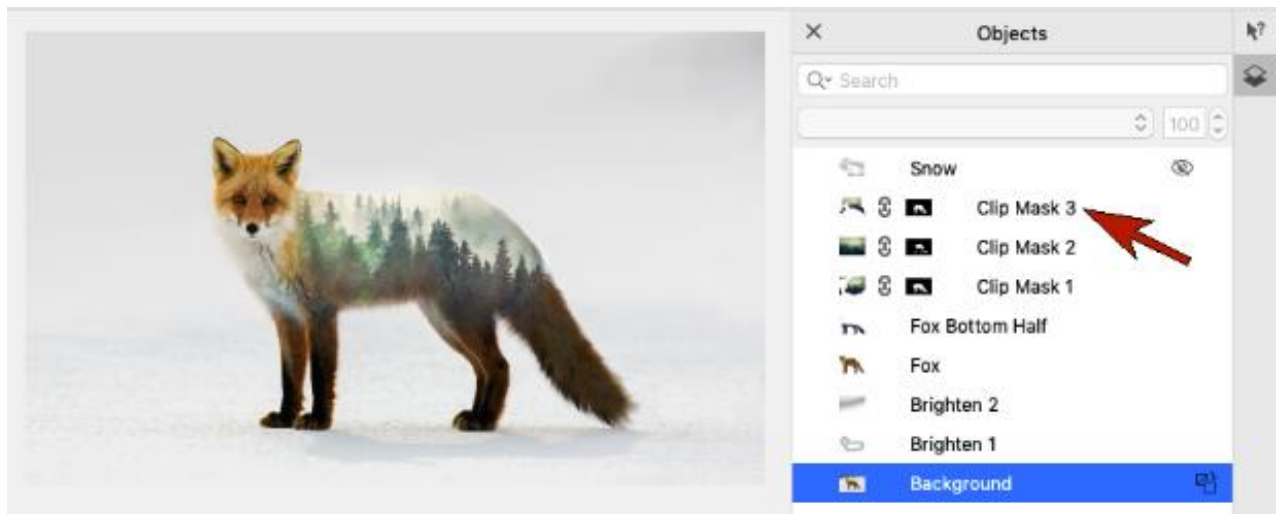 Objects
Search
100
Snow
Clip Mask 3
Clip Mask 2
Clip Mask 1
Fox Bottom Half
Fox
Brighten 2
Brighten 1
Background